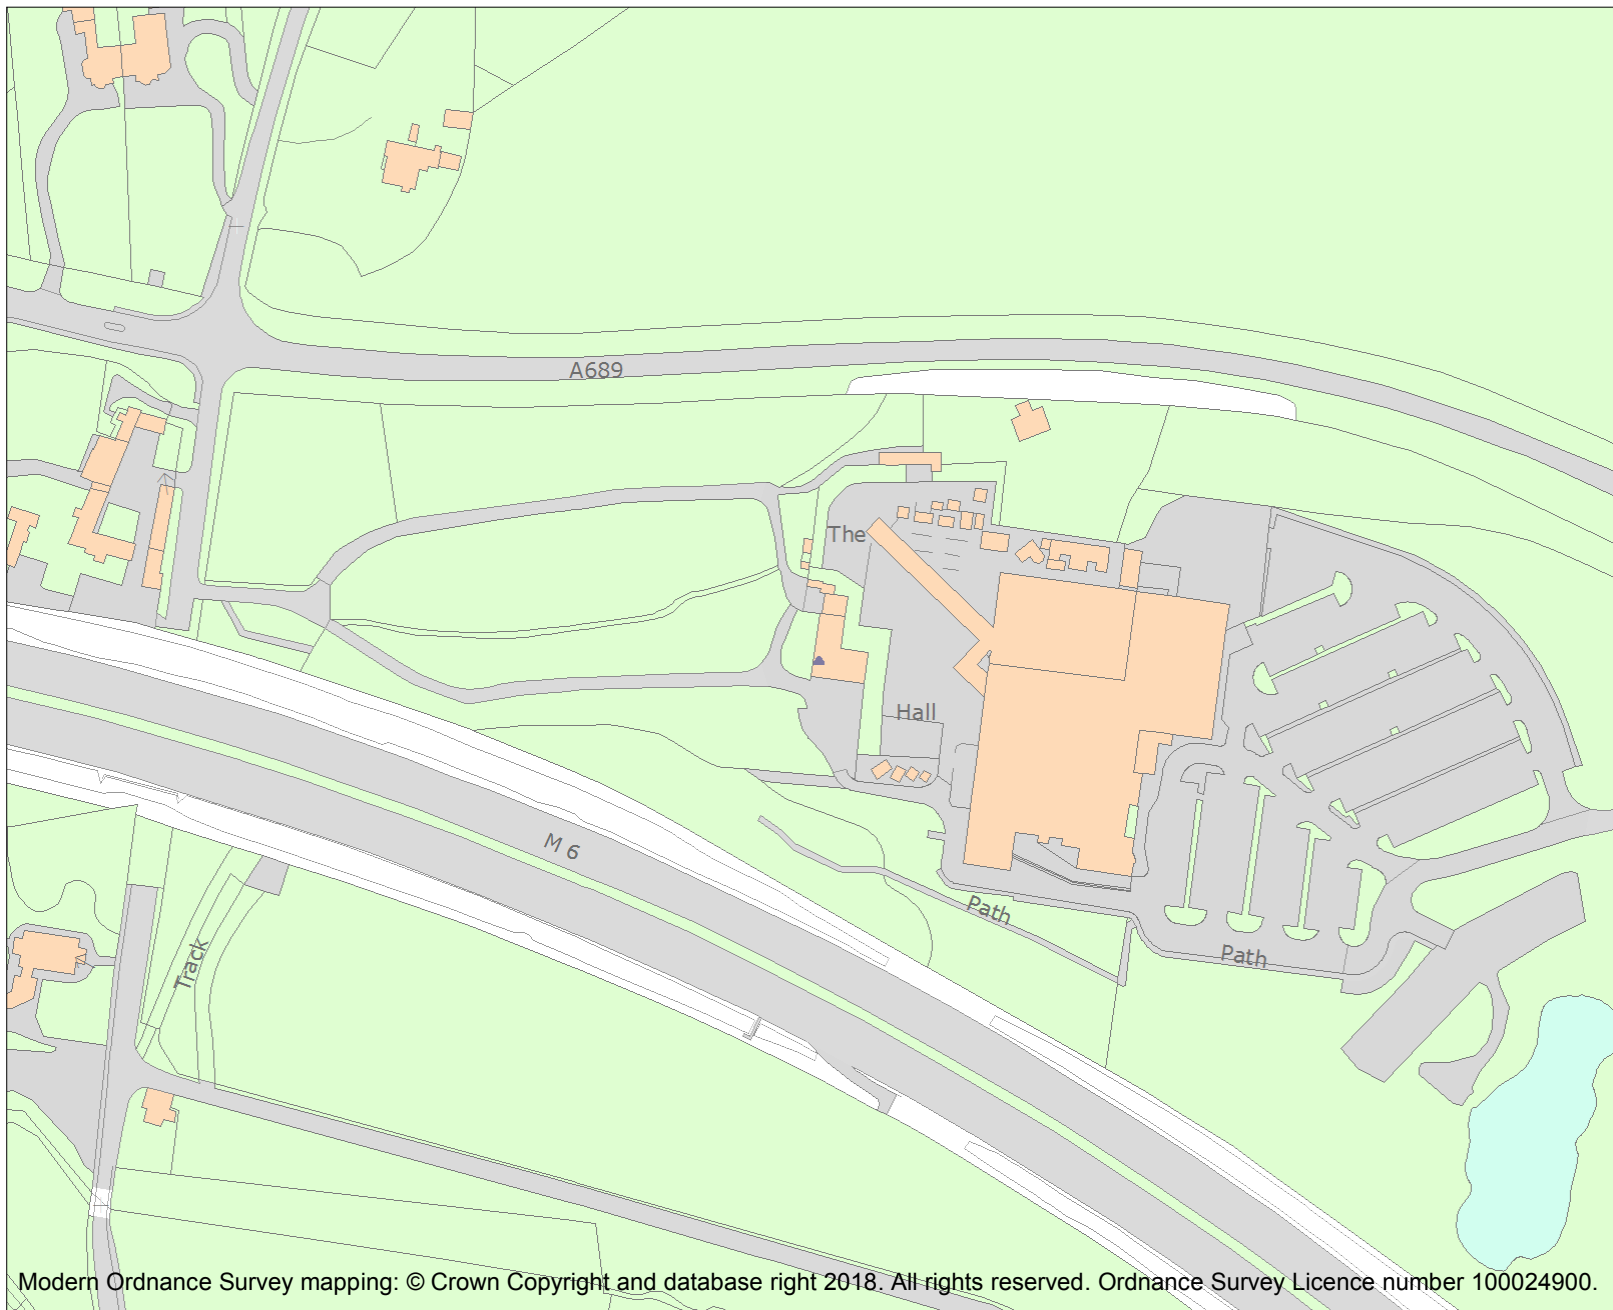 A689
The
Hall
M 6
Path
Path
Track
Modern Ordnance Survey mapping: © Crown Copyright and database right 2018. All rights reserved. Ordnance Survey Licence number 100024900.